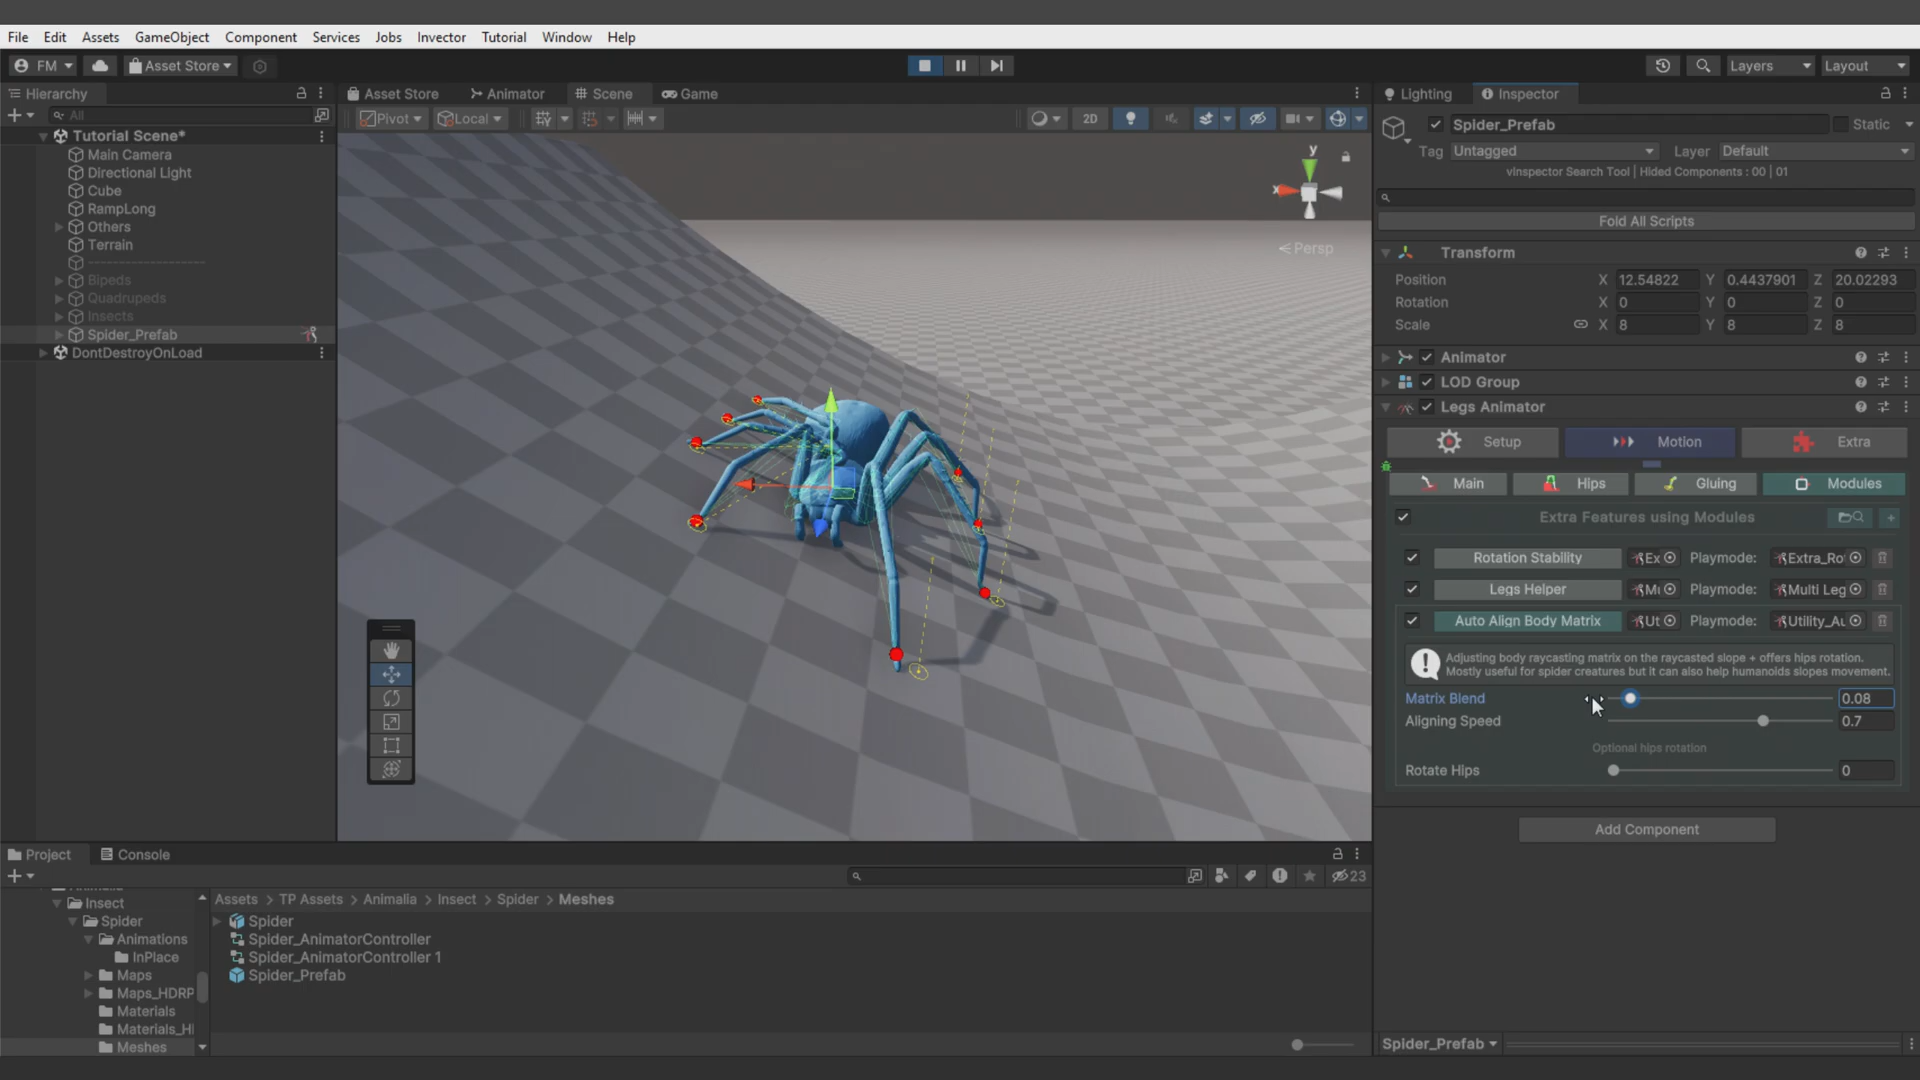 File Edit Assets GameObject Component Services Jobs Invector Tutorial Window Help
FM Asset Store Layers Layout
Hierarchy
All
Tutorial Scene*
Main Camera
Directional Light
Cube
RampLong
Others
Terrain
--------------------
Bipeds
Quadrupeds
Insects
Spider_Prefab
DontDestroyOnLoad
Asset Store Animator Scene Game
Pivot Local 2D
y
x
Persp
Lighting Inspector
Spider_Prefab Static
Tag Untagged Layer Default
vInspector Search Tool | Hided Components : 00 | 01
Fold All Scripts
Transform
Position X 12.54822 Y 0.4437901 Z 20.02293
Rotation X 0 Y 0 Z 0
Scale X 8 Y 8 Z 8
Animator
LOD Group
Legs Animator
Setup Motion Extra
Main Hips Gluing Modules
Extra Features using Modules
Rotation Stability Ex Playmode: Extra_Ro
Legs Helper Mu Playmode: Multi Leg
Auto Align Body Matrix Ut Playmode: Utility_Au
Adjusting body raycasting matrix on the raycasted slope + offers hips rotation.
Mostly useful for spider creatures but it can also help humanoids slopes movement.
Matrix Blend 0.08
Aligning Speed 0.7
Optional hips rotation
Rotate Hips 0
Add Component
Project Console
23
Insect
Spider
Animations
InPlace
Maps
Maps_HDRP
Materials
Materials_H
Meshes
Assets > TP Assets > Animalia > Insect > Spider > Meshes
Spider
Spider_AnimatorController
Spider_AnimatorController 1
Spider_Prefab
Spider_Prefab